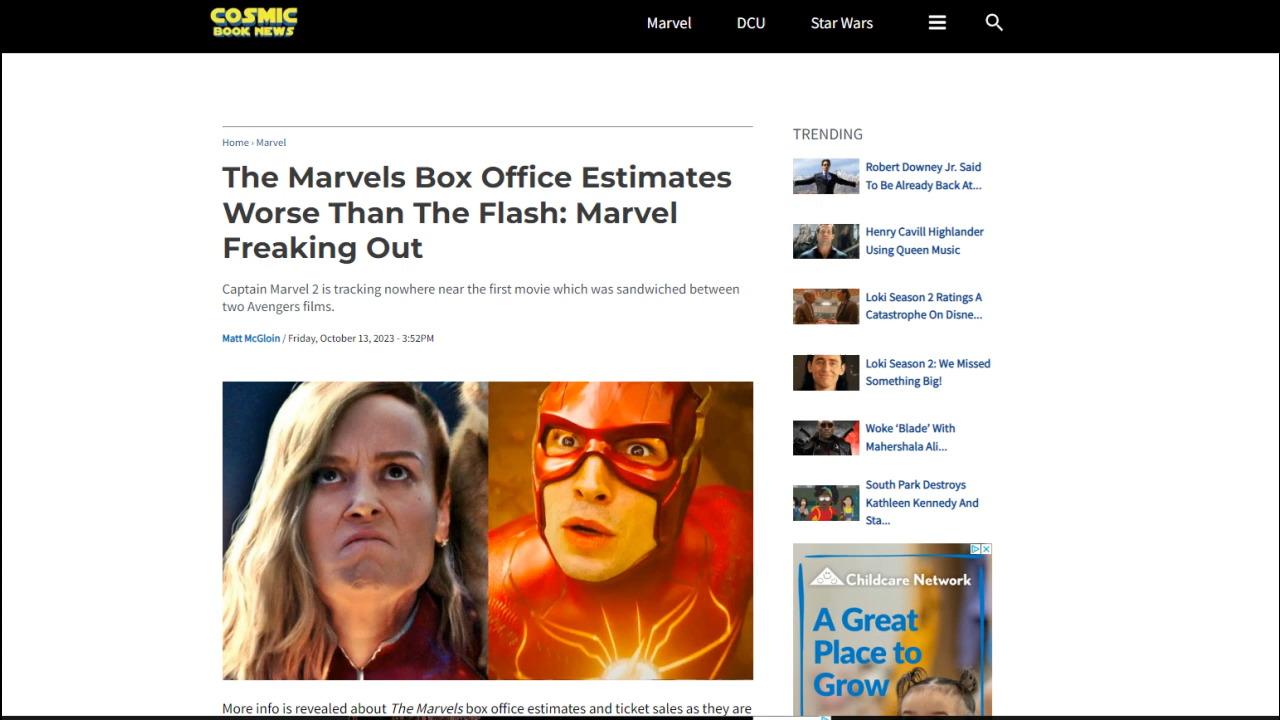 COSMIC
BOOK NEWS
Marvel
DCU
Star Wars
Home › Marvel
The Marvels Box Office Estimates
Worse Than The Flash: Marvel
Freaking Out
Captain Marvel 2 is tracking nowhere near the first movie which was sandwiched between
two Avengers films.
Matt McGloin / Friday, October 13, 2023 - 3:52PM
More info is revealed about The Marvels box office estimates and ticket sales as they are
TRENDING
Robert Downey Jr. Said
To Be Already Back At...
Henry Cavill Highlander
Using Queen Music
Loki Season 2 Ratings A
Catastrophe On Disne...
Loki Season 2: We Missed
Something Big!
Woke ‘Blade’ With
Mahershala Ali...
South Park Destroys
Kathleen Kennedy And
Sta...
Childcare Network
A Great
Place to
Grow